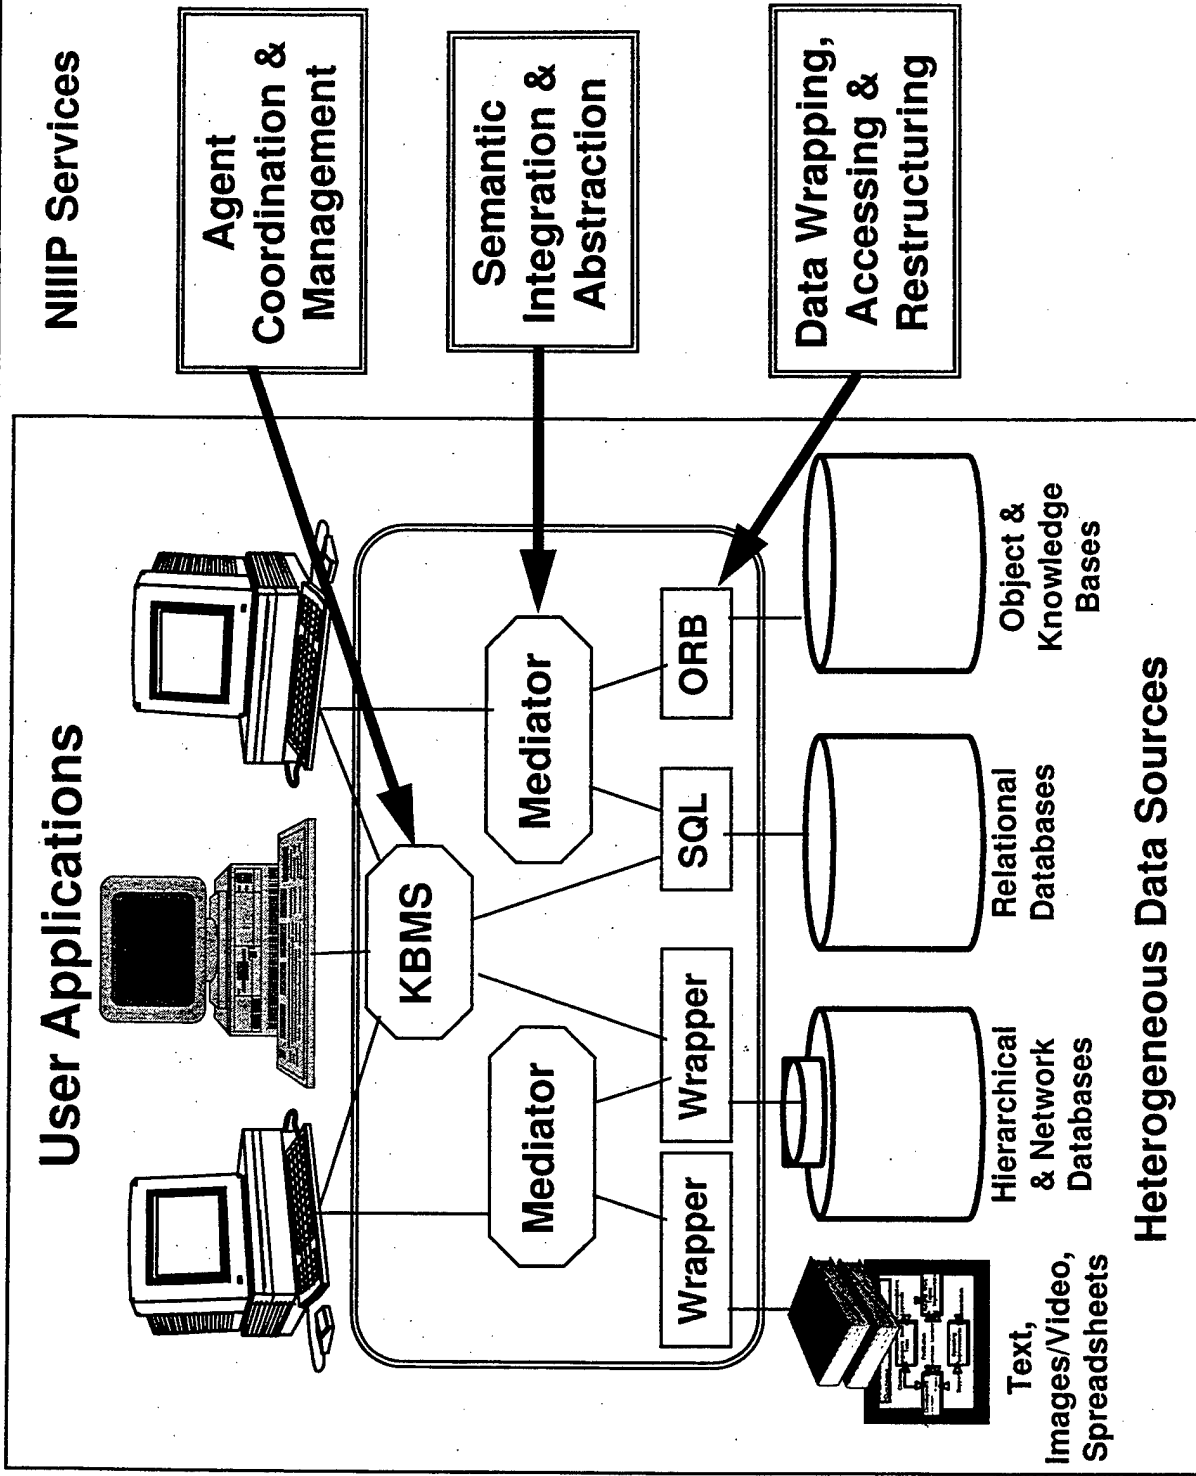 User Applications
NIIIP Services
Agent
Coordination &
Management
KBMS
Semantic
Integration &
Abstraction
Mediator
Mediator
Wrapper
Wrapper
SQL
ORB
Data Wrapping,
Accessing &
Restructuring
Text,
Images/Video,
Spreadsheets
Hierarchical
& Network
Databases
Relational
Databases
Object &
Knowledge
Bases
Heterogeneous Data Sources